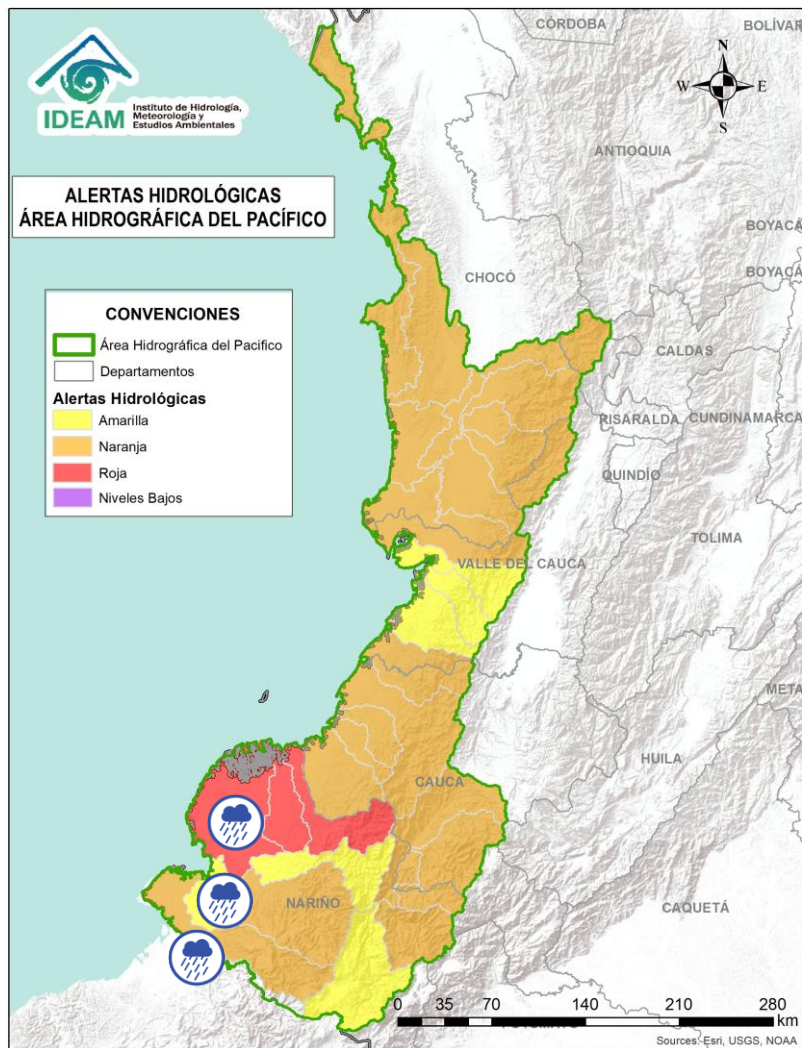 IDEAM
Instituto de Hidrología,
Meteorología y
Estudios Ambientales
ALERTAS HIDROLÓGICAS
ÁREA HIDROGRÁFICA DEL PACÍFICO
CONVENCIONES
Área Hidrográfica del Pacifico
Departamentos
Alertas Hidrológicas
Amarilla
Naranja
Roja
Niveles Bajos
N
W E
S
CÓRDOBA
BOLÍVAR
ANTIOQUIA
BOYACÁ
BOYACÁ
CHOCÓ
CALDAS
RISARALDA
CUNDINAMARCA
QUINDÍO
TOLIMA
VALLE DEL CAUCA
META
HUILA
CAUCA
NARIÑO
CAQUETÁ
0 35 70 140 210 280
km
Sources: Esri, USGS, NOAA